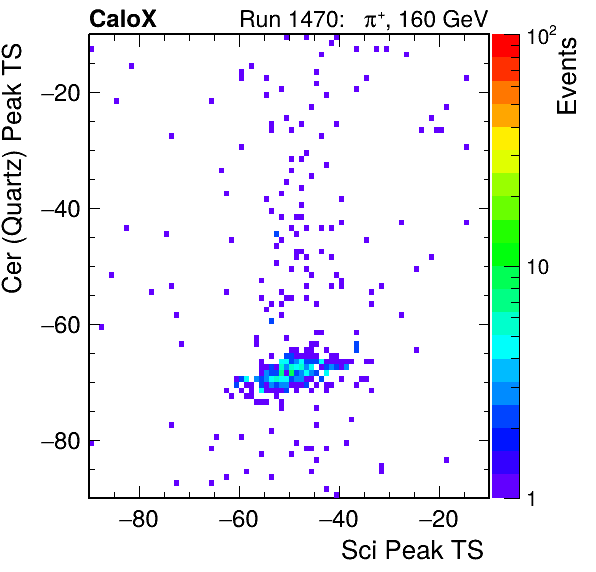 CaloX Run 1470: π⁺, 160 GeV
Cer (Quartz) Peak TS
−20
−40
−60
−80
−80 −60 −40 −20
Sci Peak TS
10²
10
1
Events